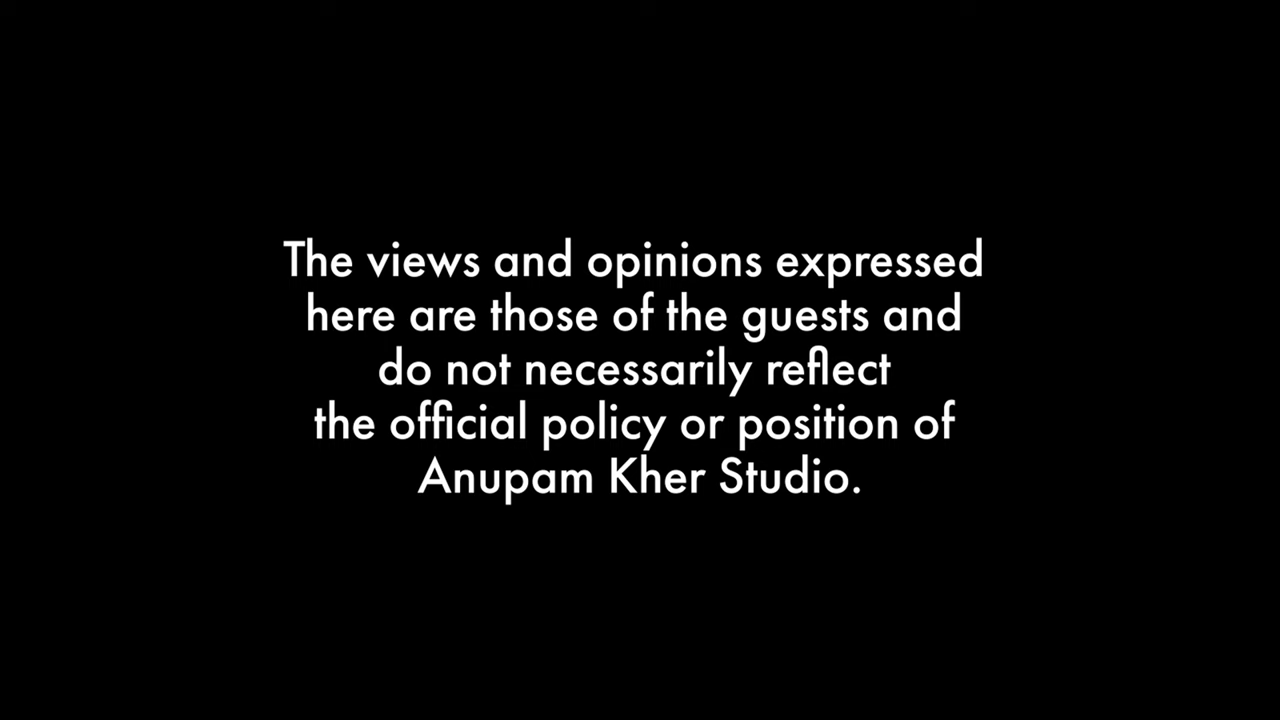 The views and opinions expressed
here are those of the guests and
do not necessarily reflect
the official policy or position of
Anupam Kher Studio.